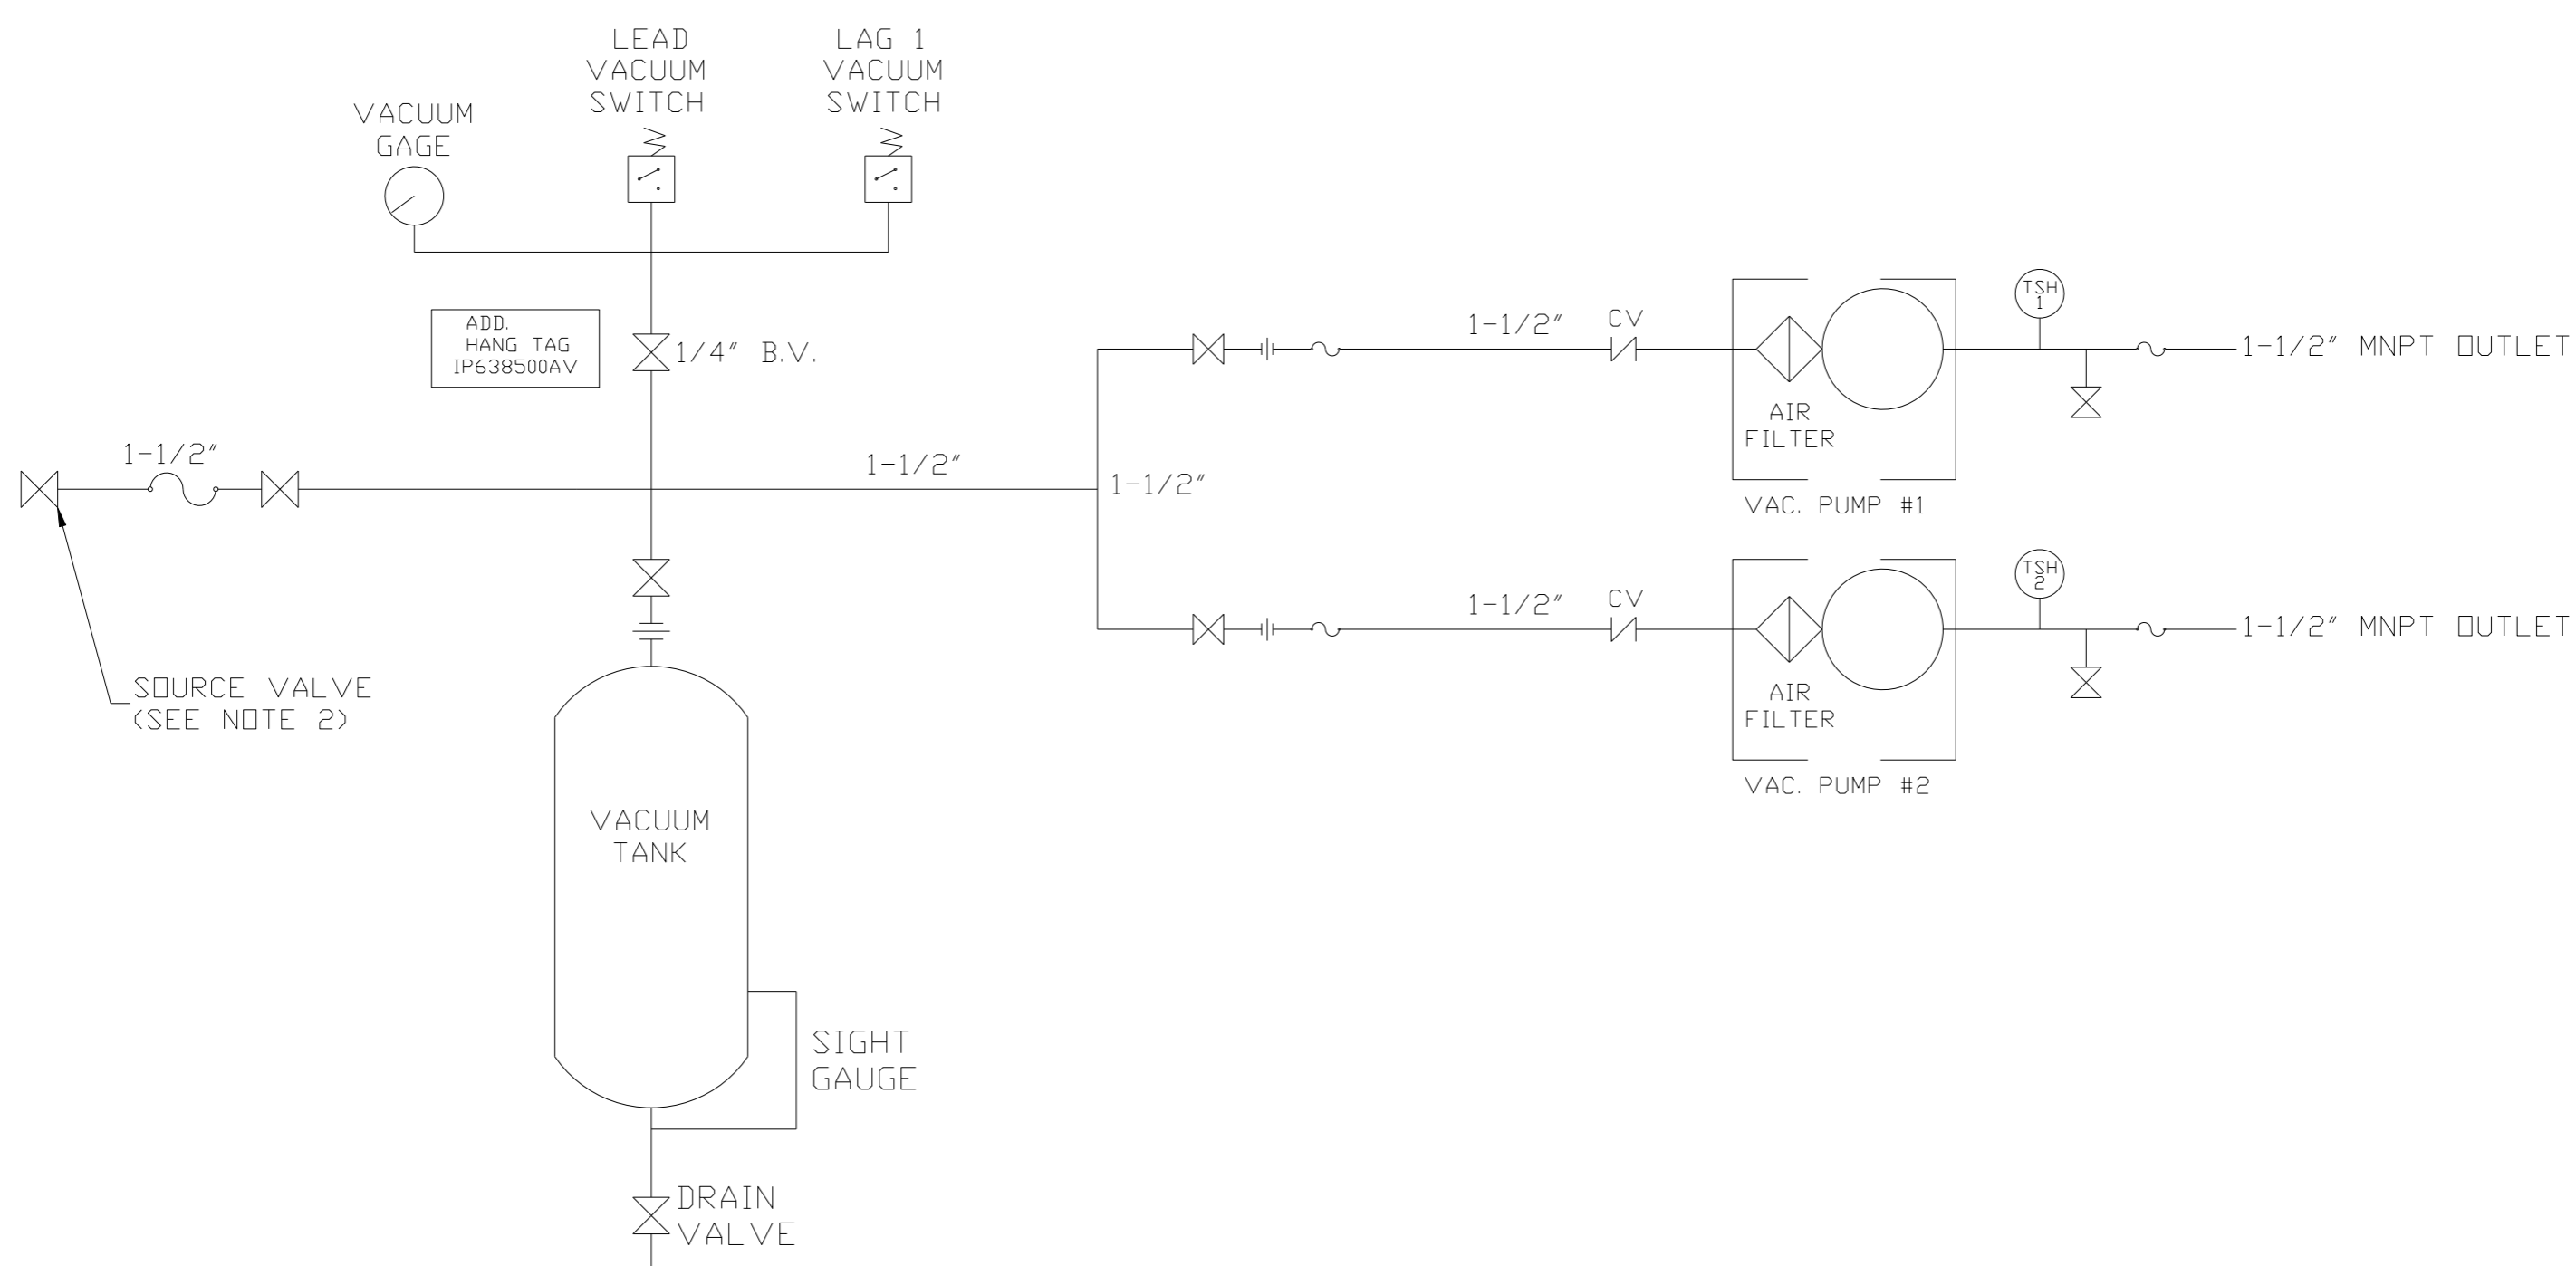 LEAD
VACUUM
SWITCH
LAG 1
VACUUM
SWITCH
VACUUM
GAGE
ADD.
HANG TAG
IP638500AV
1/4" B.V.
1-1/2"
SOURCE VALVE
(SEE NOTE 2)
1-1/2"
1-1/2"
1-1/2"
CV
AIR
FILTER
VAC. PUMP #1
TSH
1
1-1/2" MNPT OUTLET
1-1/2"
CV
AIR
FILTER
VAC. PUMP #2
TSH
2
1-1/2" MNPT OUTLET
VACUUM
TANK
SIGHT
GAUGE
DRAIN
VALVE